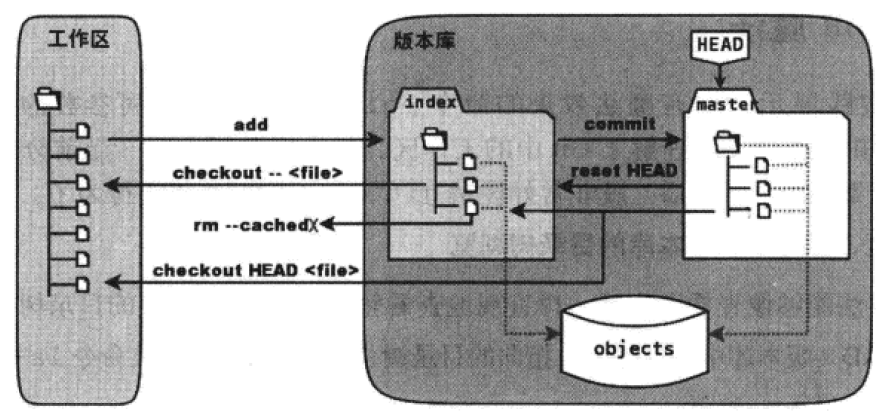 工作区
版本库
HEAD
index
master
add
commit
checkout -- <file>
reset HEAD
rm --cached
checkout HEAD <file>
objects